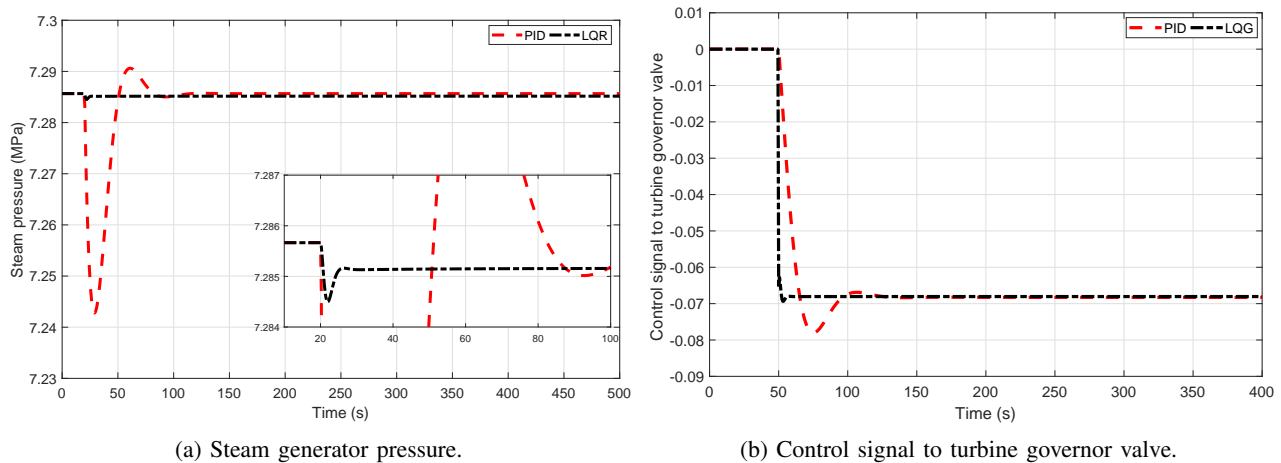 7.3
7.29
7.28
7.27
7.26
7.25
7.24
7.23
Steam pressure (MPa)
PID LQR
7.287
7.286
7.285
7.284
20 40 60 80 100
0 50 100 150 200 250 300 350 400 450 500
Time (s)
(a) Steam generator pressure.
0.01
0
-0.01
-0.02
-0.03
-0.04
-0.05
-0.06
-0.07
-0.08
-0.09
Control signal to turbine governor valve
PID LQG
0 50 100 150 200 250 300 350 400
Time (s)
(b) Control signal to turbine governor valve.